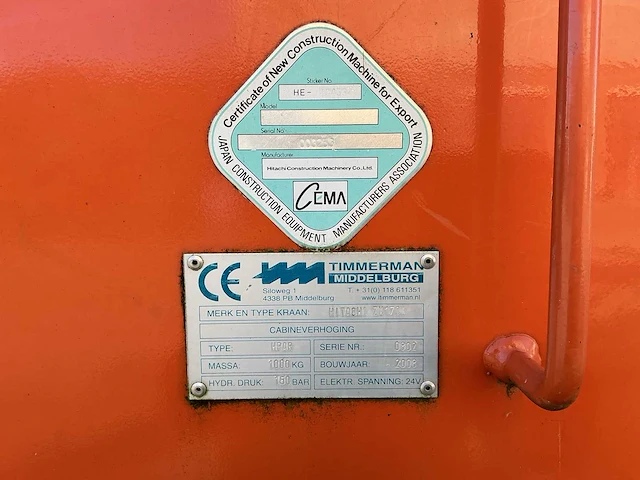 Certificate of New Construction Machine for Export
Sticker No.
HE-
Model
Serial No.
Manufacturer
Hitachi Construction Machinery Co., Ltd.
CEMA
JAPAN CONSTRUCTION EQUIPMENT MANUFACTURERS ASSOCIATION
CE TIMMERMAN
MIDDELBURG
Siloweg 1 T. +31(0) 118 611351
4338 PB Middelburg www.timmerman.nl
MERK EN TYPE KRAAN: HITACHI
CABINEVERHOGING
TYPE: SERIE NR.:
MASSA: KG BOUWJAAR: 2008
HYDR. DRUK: 150 BAR ELEKTR. SPANNING: 24V